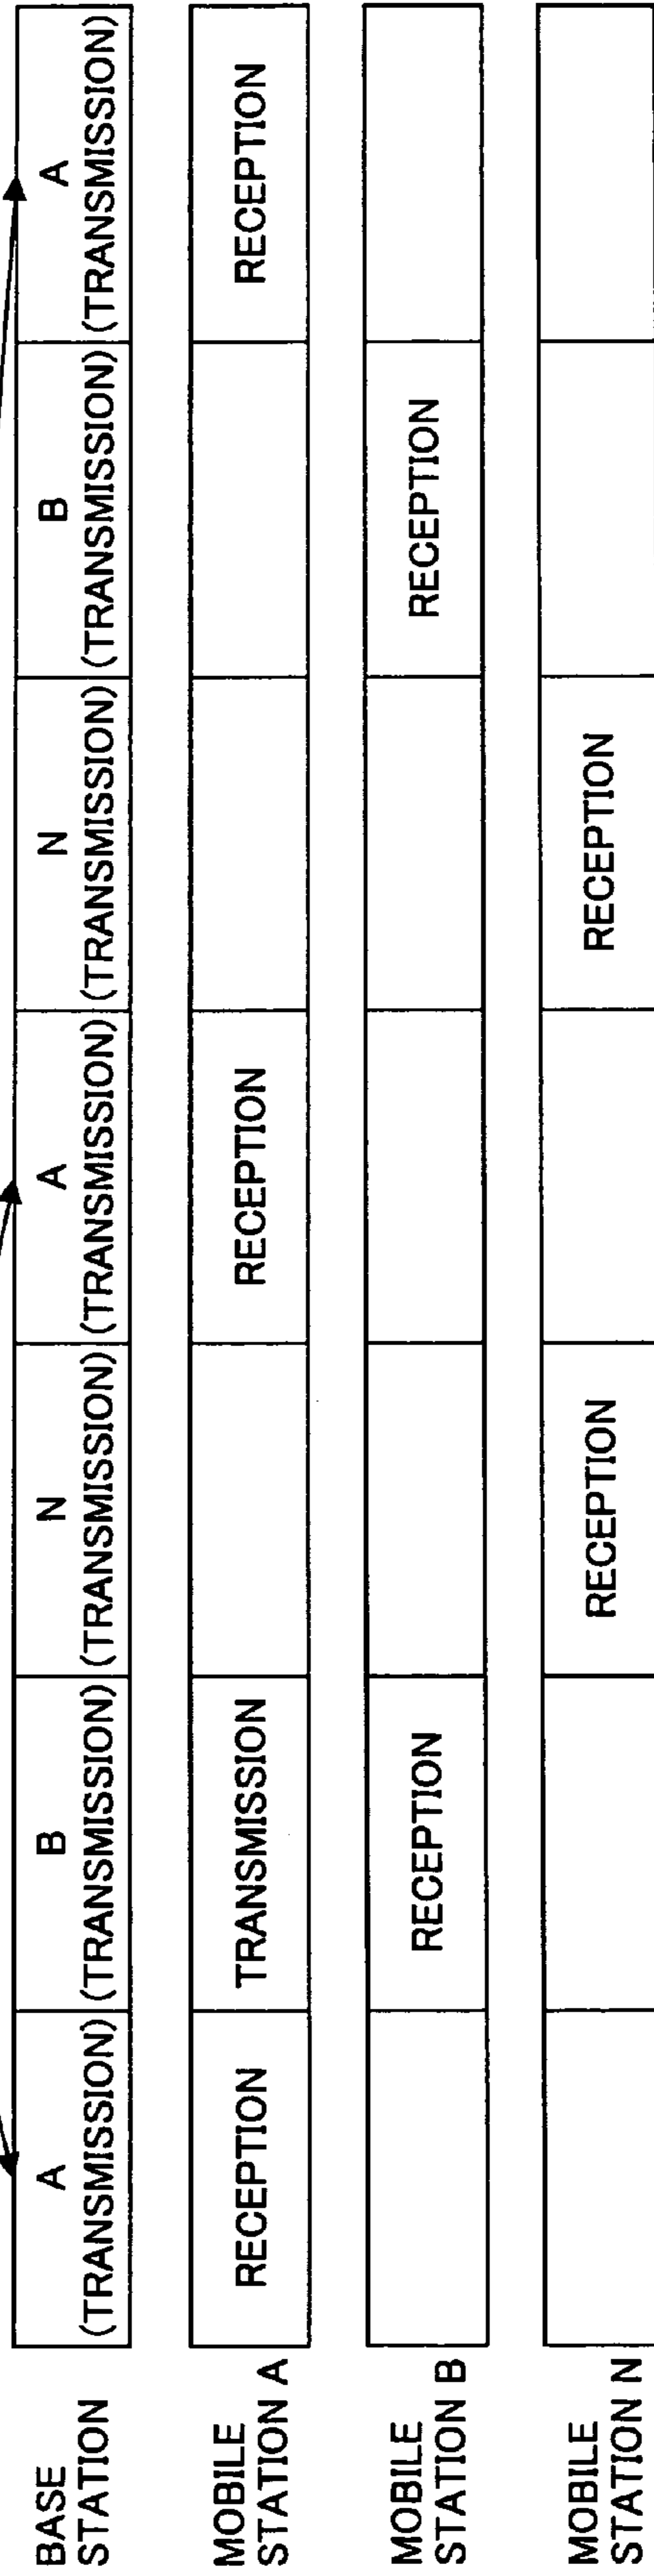 BASE
STATION
A
(TRANSMISSION)
B
(TRANSMISSION)
N
(TRANSMISSION)
A
(TRANSMISSION)
N
(TRANSMISSION)
B
(TRANSMISSION)
A
(TRANSMISSION)
MOBILE
STATION A
RECEPTION
TRANSMISSION
RECEPTION
RECEPTION
MOBILE
STATION B
RECEPTION
RECEPTION
MOBILE
STATION N
RECEPTION
RECEPTION